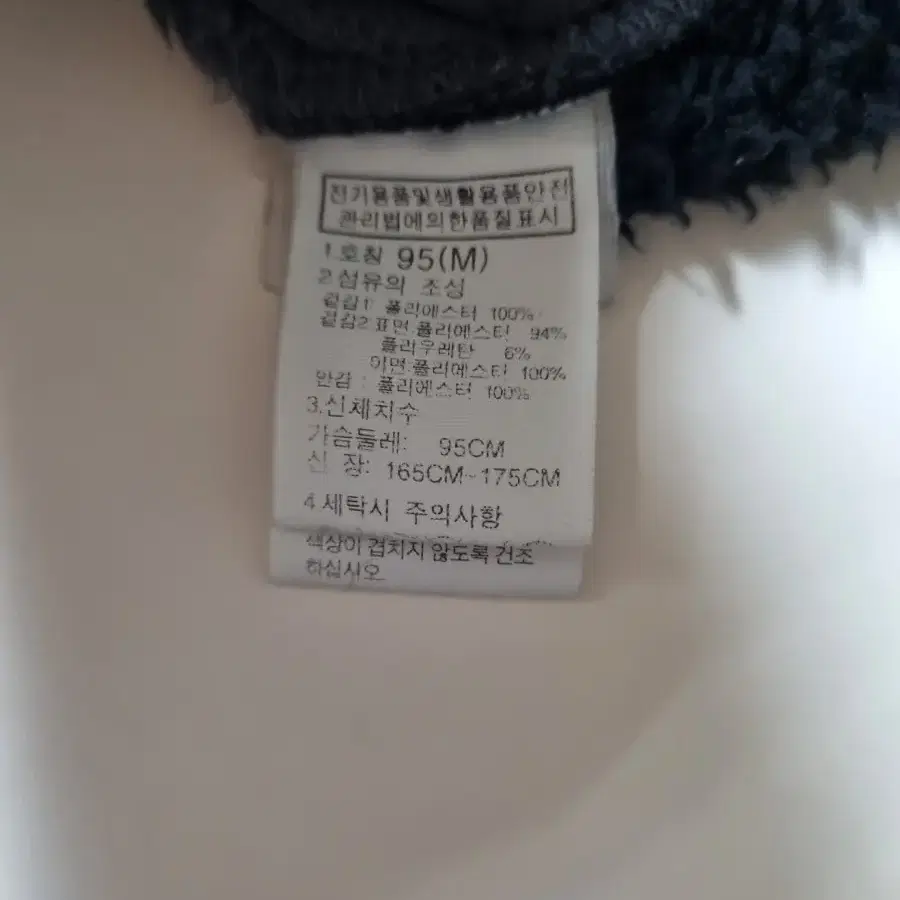 전기용품및생활용품안전
관리법에의한품질표시
1.호칭 95(M)
2.섬유의 조성
겉감1: 폴리에스터 100%
겉감2:표면:폴리에스터 94%
폴리우레탄 6%
이면:폴리에스터 100%
안감 : 폴리에스터 100%
3.신체치수
가슴둘레: 95CM
신 장: 165CM~175CM
4.세탁시 주의사항
색상이 겹치지 않도록 건조
하십시오